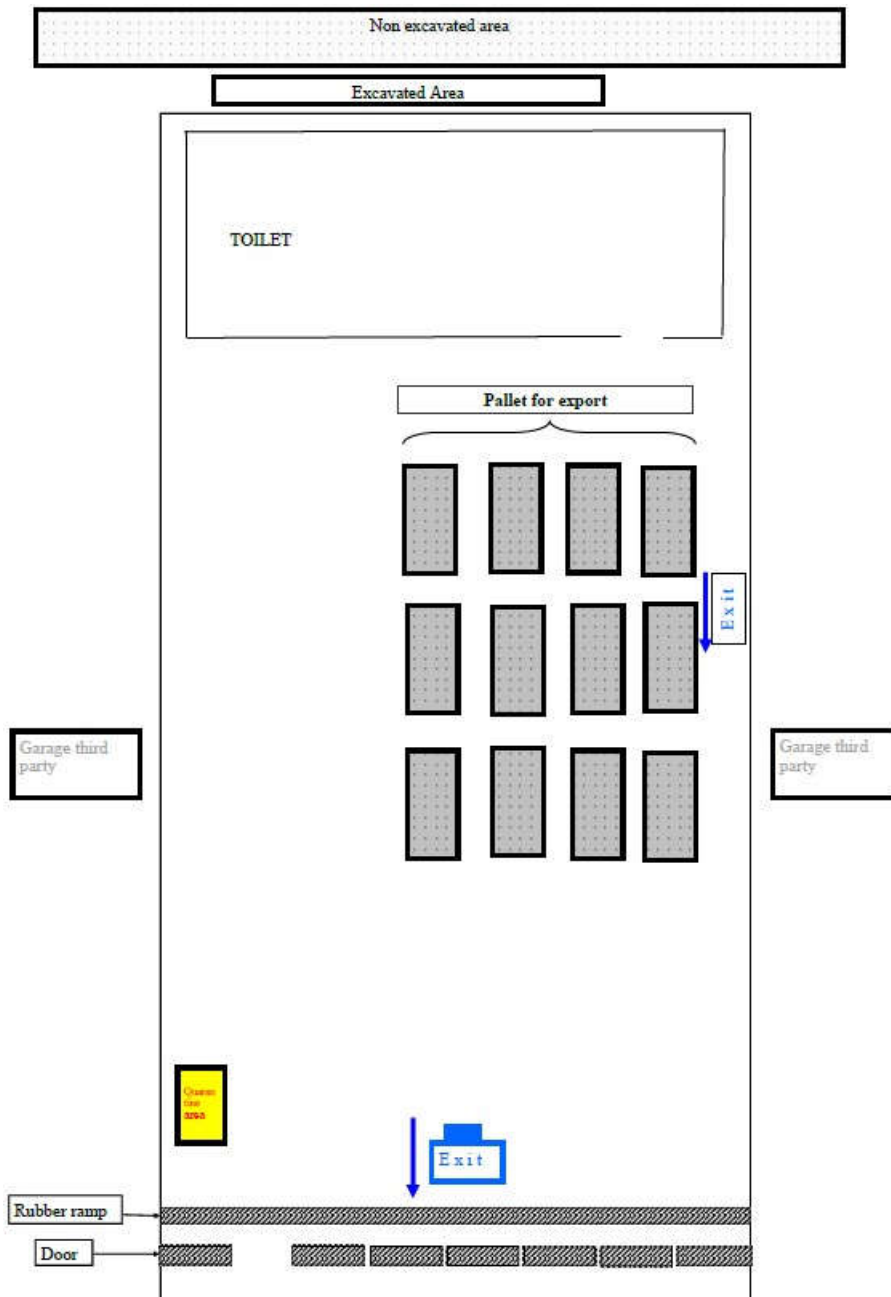 Non excavated area
Excavated Area
TOILET
Pallet for export
Exit
Garage third
party
Garage third
party
area
Exit
Rubber ramp
Door